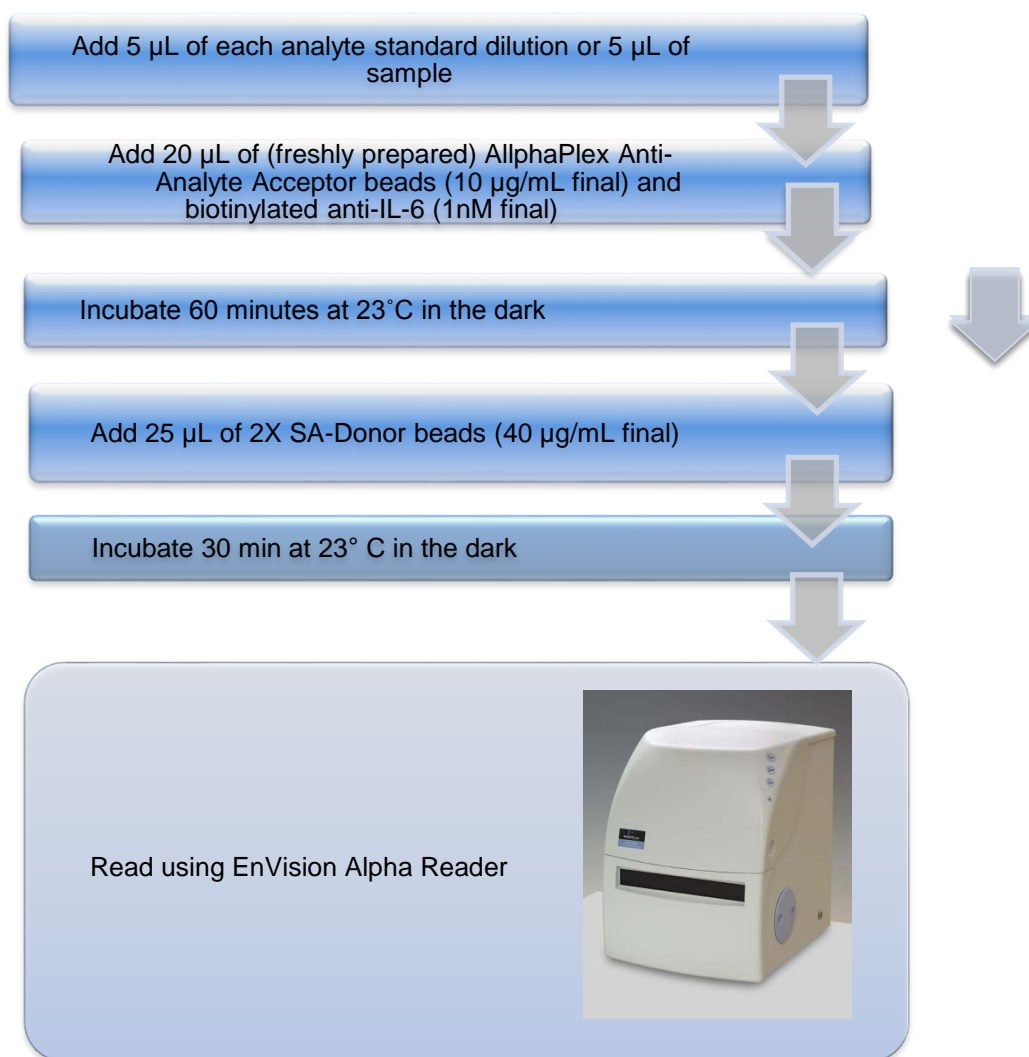 Add 5 µL of each analyte standard dilution or 5 µL of
sample
Add 20 µL of (freshly prepared) AllphaPlex Anti-
Analyte Acceptor beads (10 µg/mL final) and
biotinylated anti-IL-6 (1nM final)
Incubate 60 minutes at 23˚C in the dark
Add 25 µL of 2X SA-Donor beads (40 µg/mL final)
Incubate 30 min at 23° C in the dark
Read using EnVision Alpha Reader